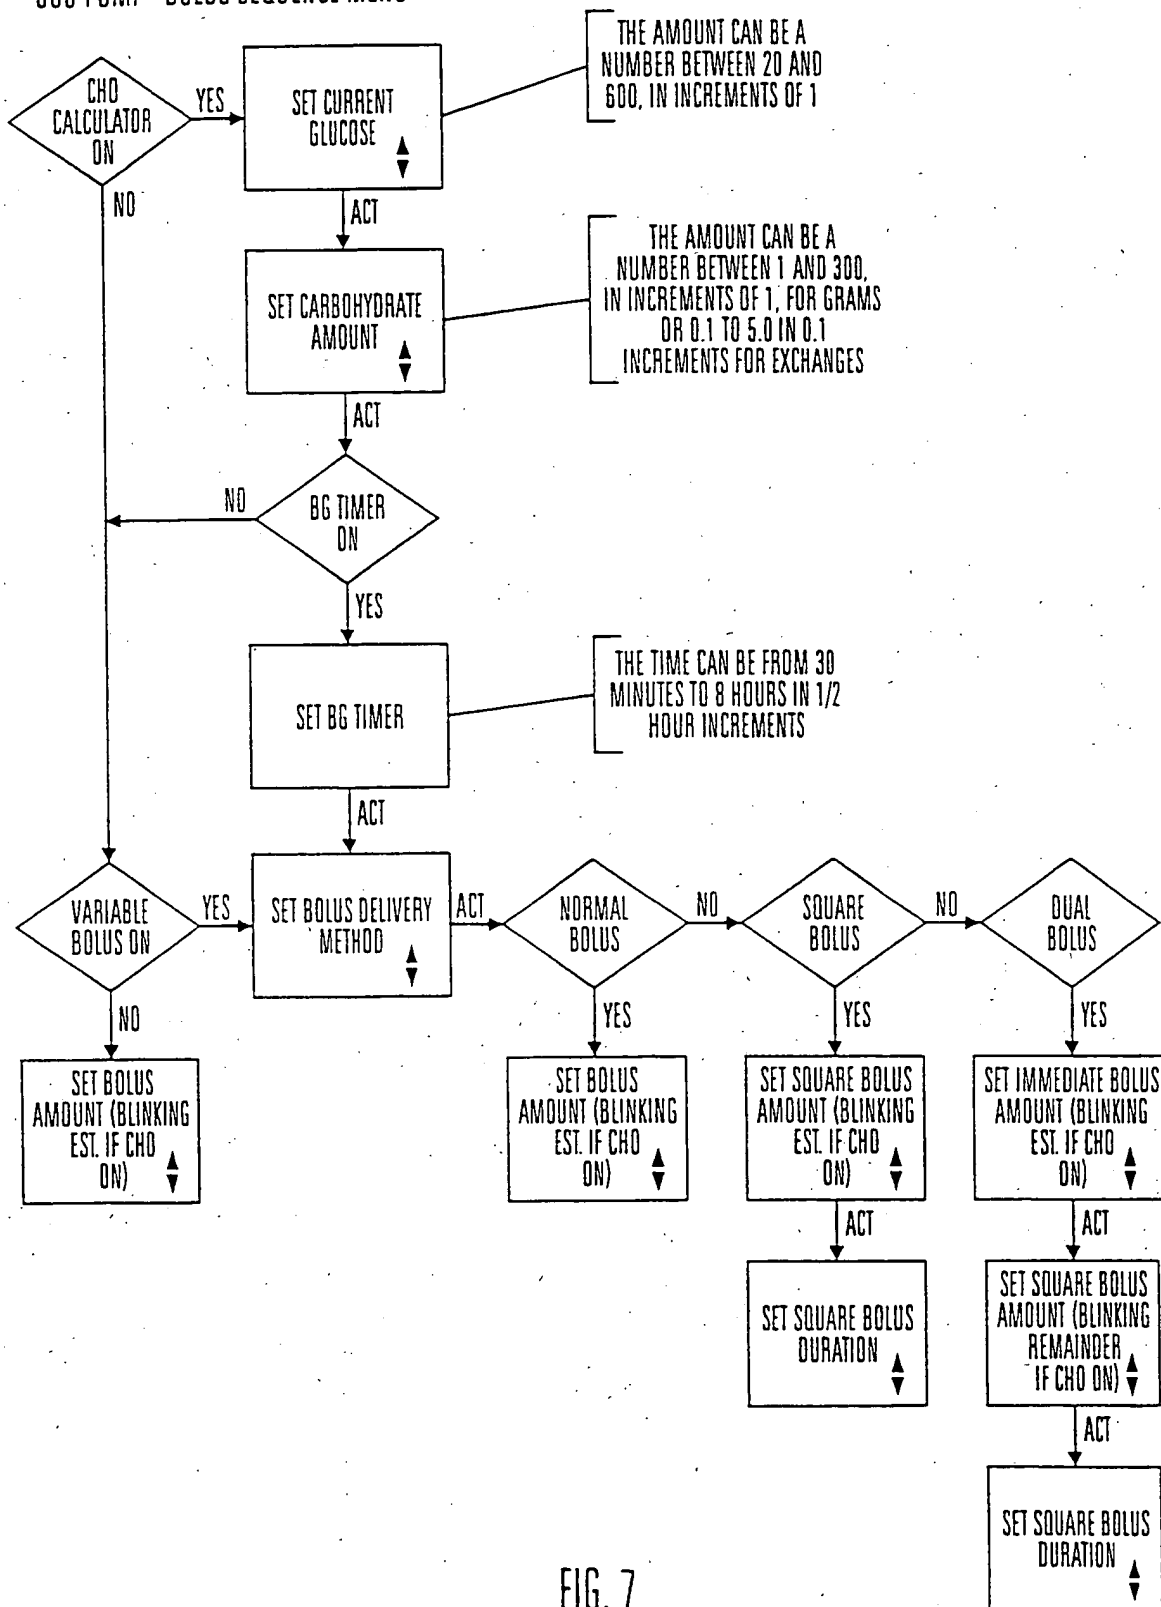 CHO
CALCULATOR
ON
YES
NO
SET CURRENT
GLUCOSE
THE AMOUNT CAN BE A
NUMBER BETWEEN 20 AND
600, IN INCREMENTS OF 1
ACT
SET CARBOHYDRATE
AMOUNT
THE AMOUNT CAN BE A
NUMBER BETWEEN 1 AND 300,
IN INCREMENTS OF 1, FOR GRAMS
OR 0.1 TO 5.0 IN 0.1
INCREMENTS FOR EXCHANGES
ACT
NO
BG TIMER
ON
YES
SET BG TIMER
THE TIME CAN BE FROM 30
MINUTES TO 8 HOURS IN 1/2
HOUR INCREMENTS
ACT
VARIABLE
BOLUS ON
YES
SET BOLUS DELIVERY
METHOD
ACT
NORMAL
BOLUS
NO
SQUARE
BOLUS
NO
DUAL
BOLUS
NO
YES
YES
YES
SET BOLUS
AMOUNT (BLINKING
EST. IF CHO
ON)
SET BOLUS
AMOUNT (BLINKING
EST. IF CHO
ON)
SET SQUARE BOLUS
AMOUNT (BLINKING
EST. IF CHO
ON)
SET IMMEDIATE BOLUS
AMOUNT (BLINKING
EST. IF CHO
ON)
ACT
ACT
SET SQUARE BOLUS
DURATION
SET SQUARE BOLUS
AMOUNT (BLINKING
REMAINDER
IF CHO ON)
ACT
SET SQUARE BOLUS
DURATION
FIG. 7